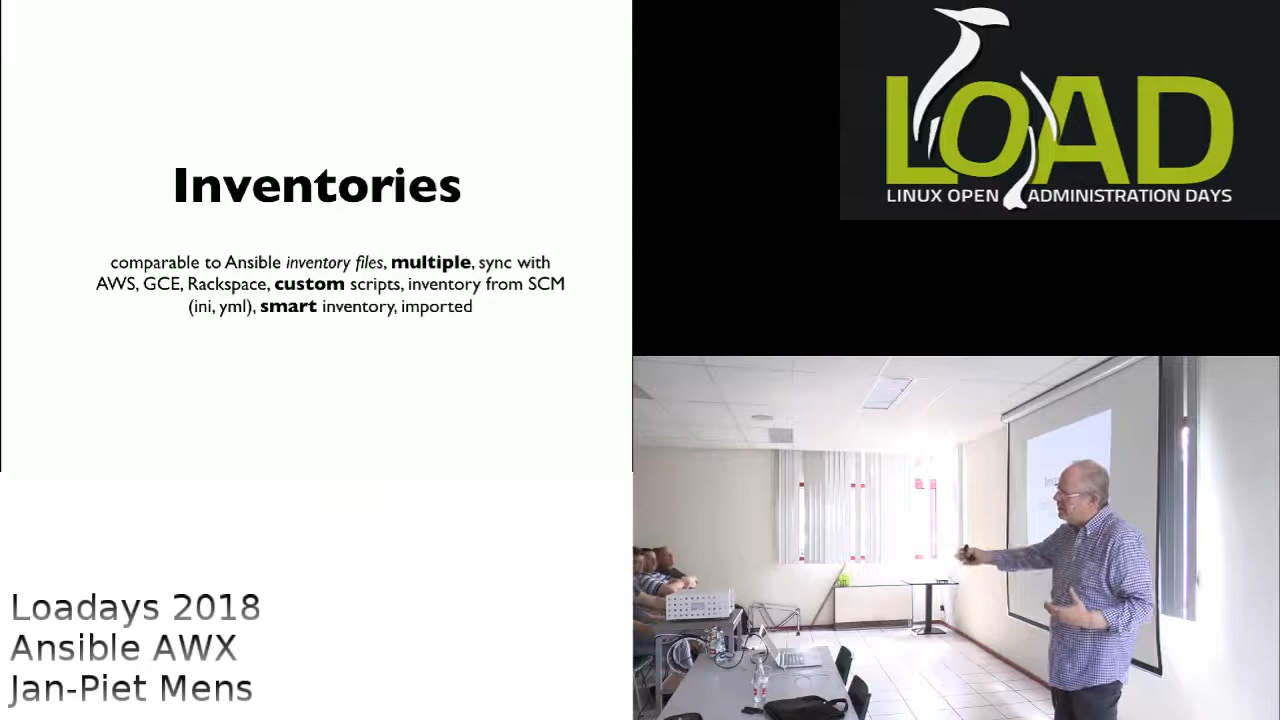 Inventories
comparable to Ansible inventory files, multiple, sync with
AWS, GCE, Rackspace, custom scripts, inventory from SCM
(ini, yml), smart inventory, imported
LOAD
LINUX OPEN ADMINISTRATION DAYS
Loadays 2018
Ansible AWX
Jan-Piet Mens